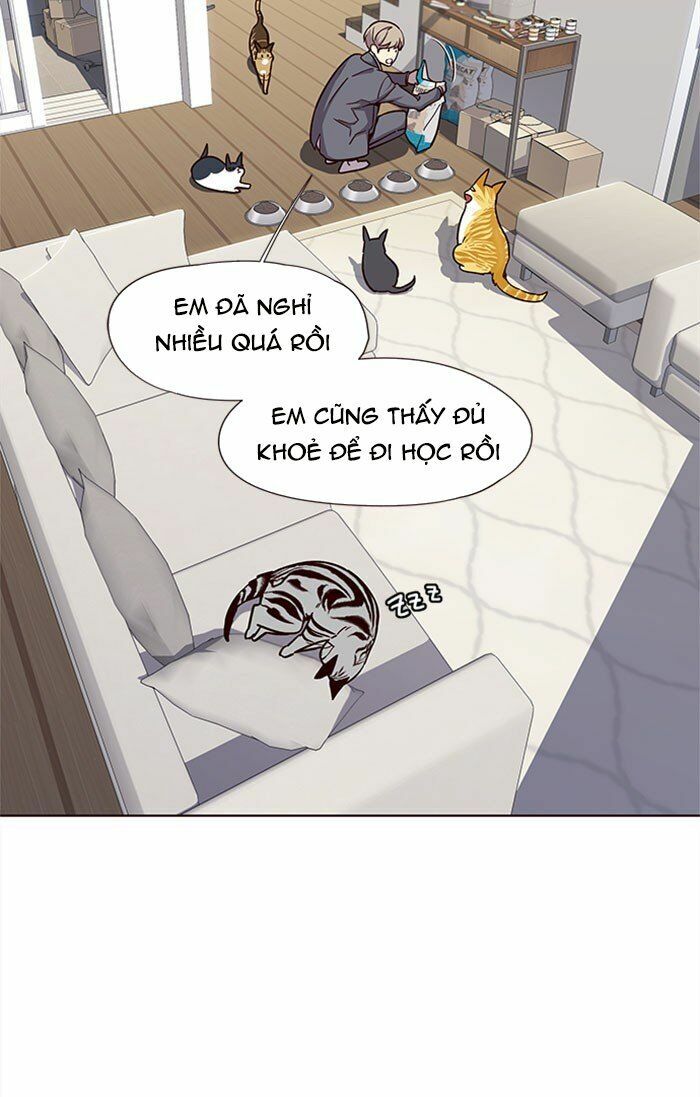 EM ĐÃ NGHỈ
NHIỀU QUÁ RỒI
EM CŨNG THẤY ĐỦ
KHOẺ ĐỂ ĐI HỌC RỒI
ZZZ